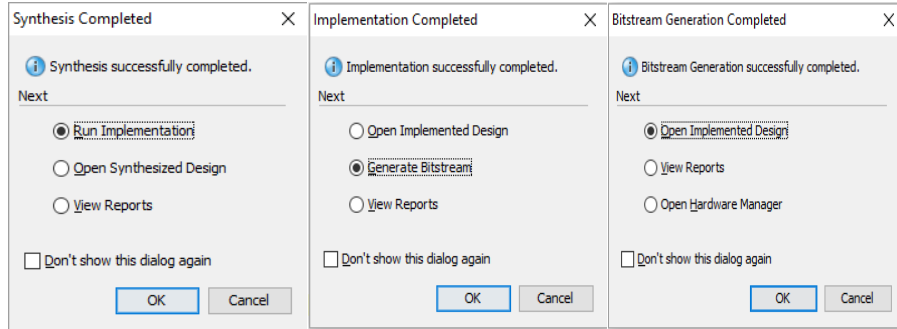 Synthesis Completed
Synthesis successfully completed.
Next
Run Implementation
Open Synthesized Design
View Reports
Don't show this dialog again
OK Cancel
Implementation Completed
Implementation successfully completed.
Next
Open Implemented Design
Generate Bitstream
View Reports
Don't show this dialog again
OK Cancel
Bitstream Generation Completed
Bitstream Generation successfully completed.
Next
Open Implemented Design
View Reports
Open Hardware Manager
Don't show this dialog again
OK Cancel